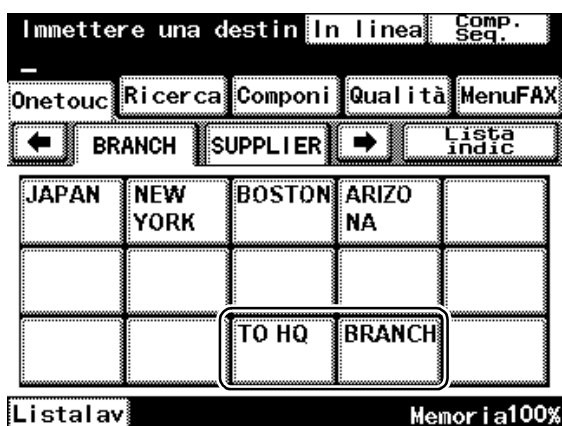 Immettere una destin In linea Comp. Seq.
Onetouc Ricerca Componi Qualità MenuFAX
BRANCH SUPPLIER Lista indic
JAPAN NEW YORK BOSTON ARIZO NA
TO HQ BRANCH
Listalav Memoria100%